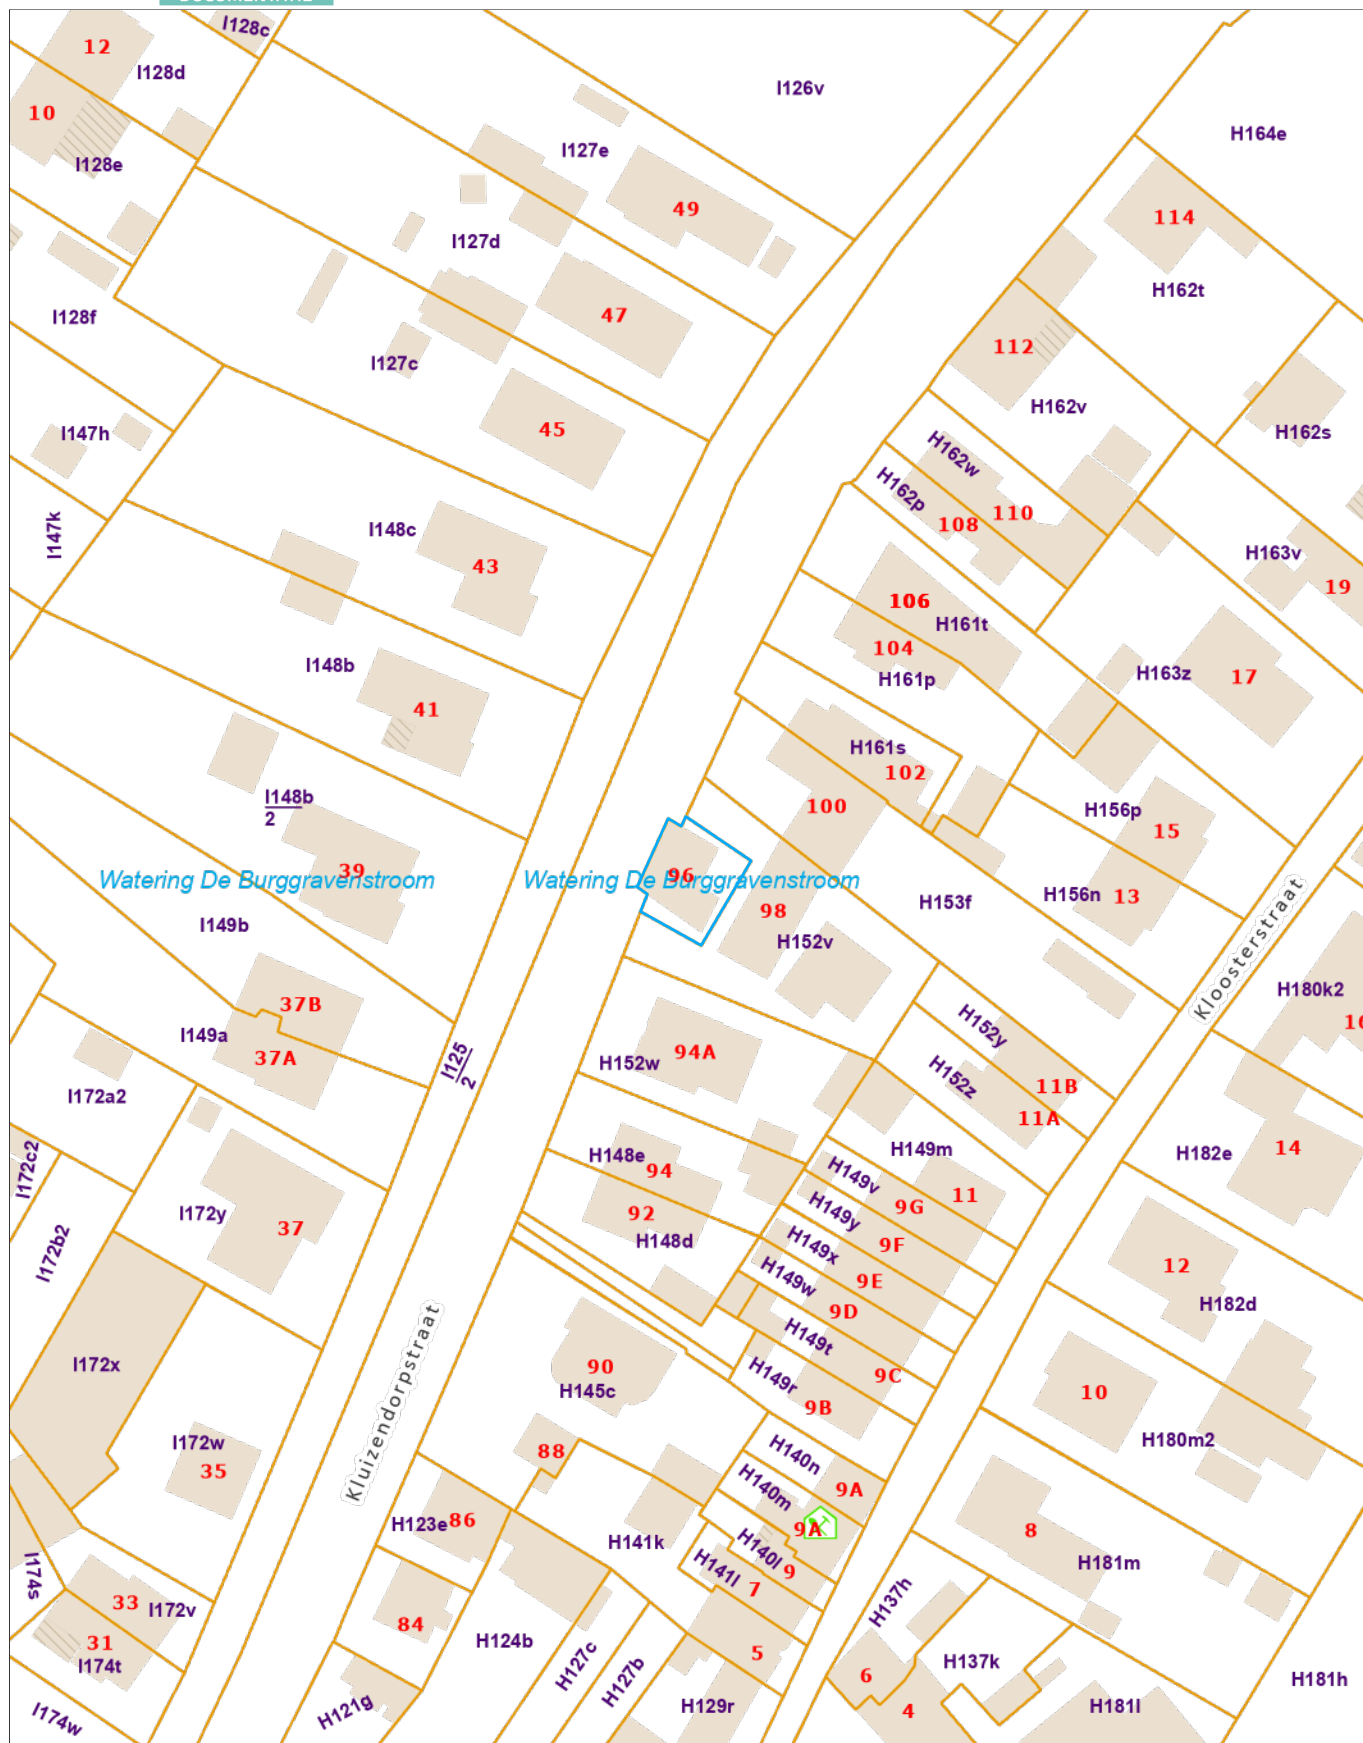 I128c
12
I128d
I126v
10
H164e
I127e
I128e
49
114
I127d
H162t
I128f
47
112
I127c
H162v
45
I147h
H162s
H162w
H162p
110
108
I148c
I147k
H163v
43
19
106
H161t
104
I148b
H161p
H163z
17
41
H161s
102
I148b
2
100
H156p
15
39
96
Watering De Burggravenstroom
Watering De Burggravenstroom
H156n
13
H153f
98
I149b
H152v
Kloosterstraat
H180k2
37B
H152y
I149a
37A
94A
H152w
I125
2
H152z
11B
11A
I172a2
H149m
14
H182e
H148e
94
I172c2
H149v
11
9G
92
H149y
I172y
37
H148d
9F
H149x
I172b2
9E
12
H149w
H182d
9D
H149t
I172x
90
9C
H145c
H149r
10
9B
Kluizendorpstraat
I172w
88
H140n
H180m2
35
H140m
9A
86
H123e
9A
8
H141k
H140l
H181m
I174s
H141l
9
7
33
I172v
H137h
84
31
H124b
5
I174t
H127c
H137k
6
H127b
H181h
I174w
H121g
H129r
4
H181l